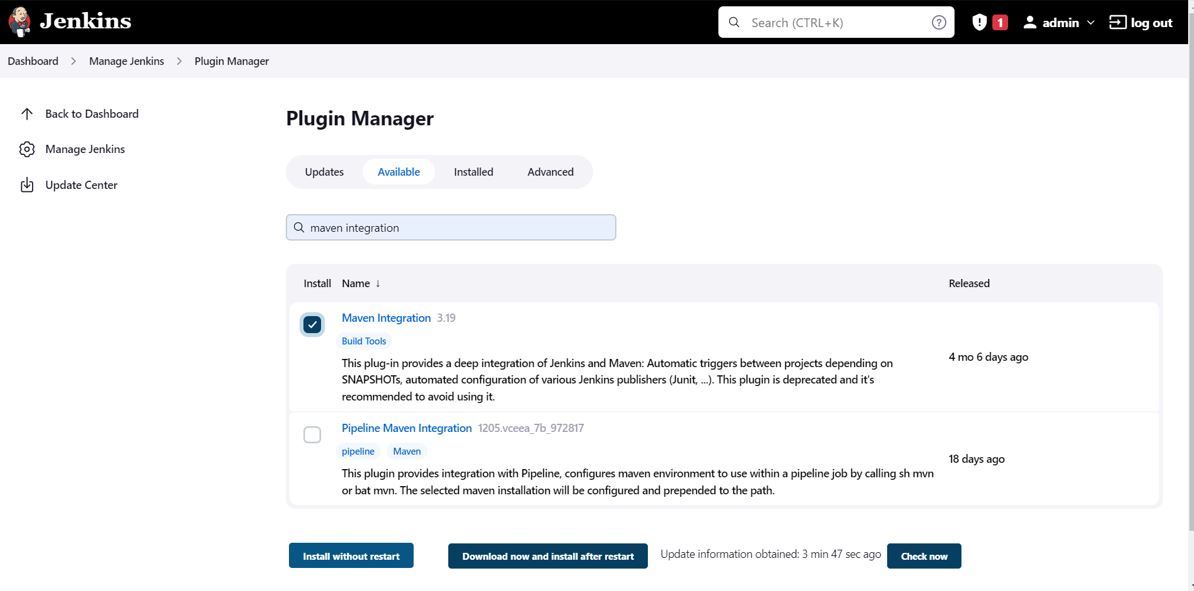 Jenkins
Search (CTRL+K)
1
admin
log out
Dashboard > Manage Jenkins > Plugin Manager
Back to Dashboard
Manage Jenkins
Update Center
Plugin Manager
Updates Available Installed Advanced
maven integration
Install Name ↓ Released
Maven Integration 3.19
Build Tools
This plug-in provides a deep integration of Jenkins and Maven: Automatic triggers between projects depending on
SNAPSHOTs, automated configuration of various Jenkins publishers (Junit, ...). This plugin is deprecated and it's
recommended to avoid using it.
4 mo 6 days ago
Pipeline Maven Integration 1205.vceea_7b_972817
pipeline Maven
This plugin provides integration with Pipeline, configures maven environment to use within a pipeline job by calling sh mvn
or bat mvn. The selected maven installation will be configured and prepended to the path.
18 days ago
Install without restart
Download now and install after restart
Update information obtained: 3 min 47 sec ago
Check now